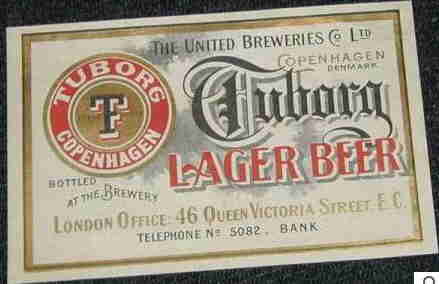 THE UNITED BREWERIES Co LTD
COPENHAGEN
DENMARK.
TUBORG
T
COPENHAGEN
Tuborg
LAGER BEER
BOTTLED
AT THE BREWERY
LONDON OFFICE: 46 QUEEN VICTORIA STREET. E.C.
TELEPHONE No 5082, BANK